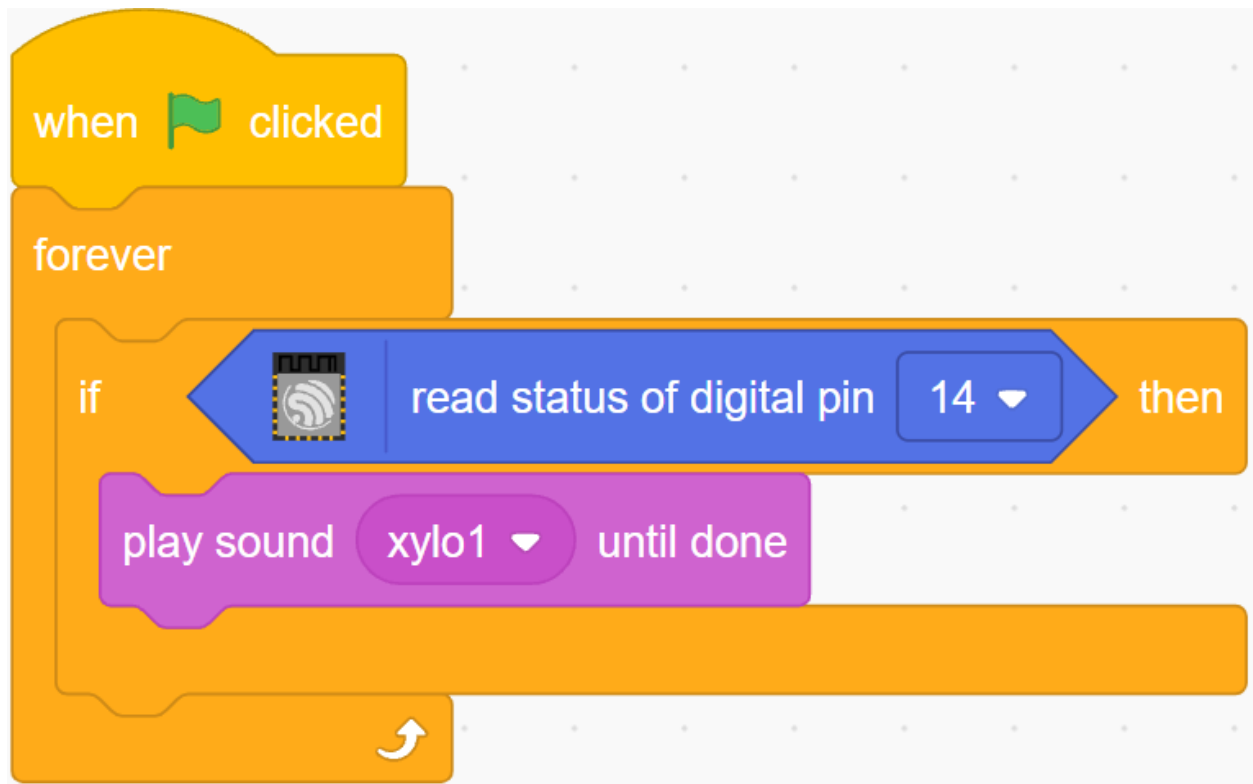 when clicked
forever
if read status of digital pin 14 then
play sound xylo1 until done